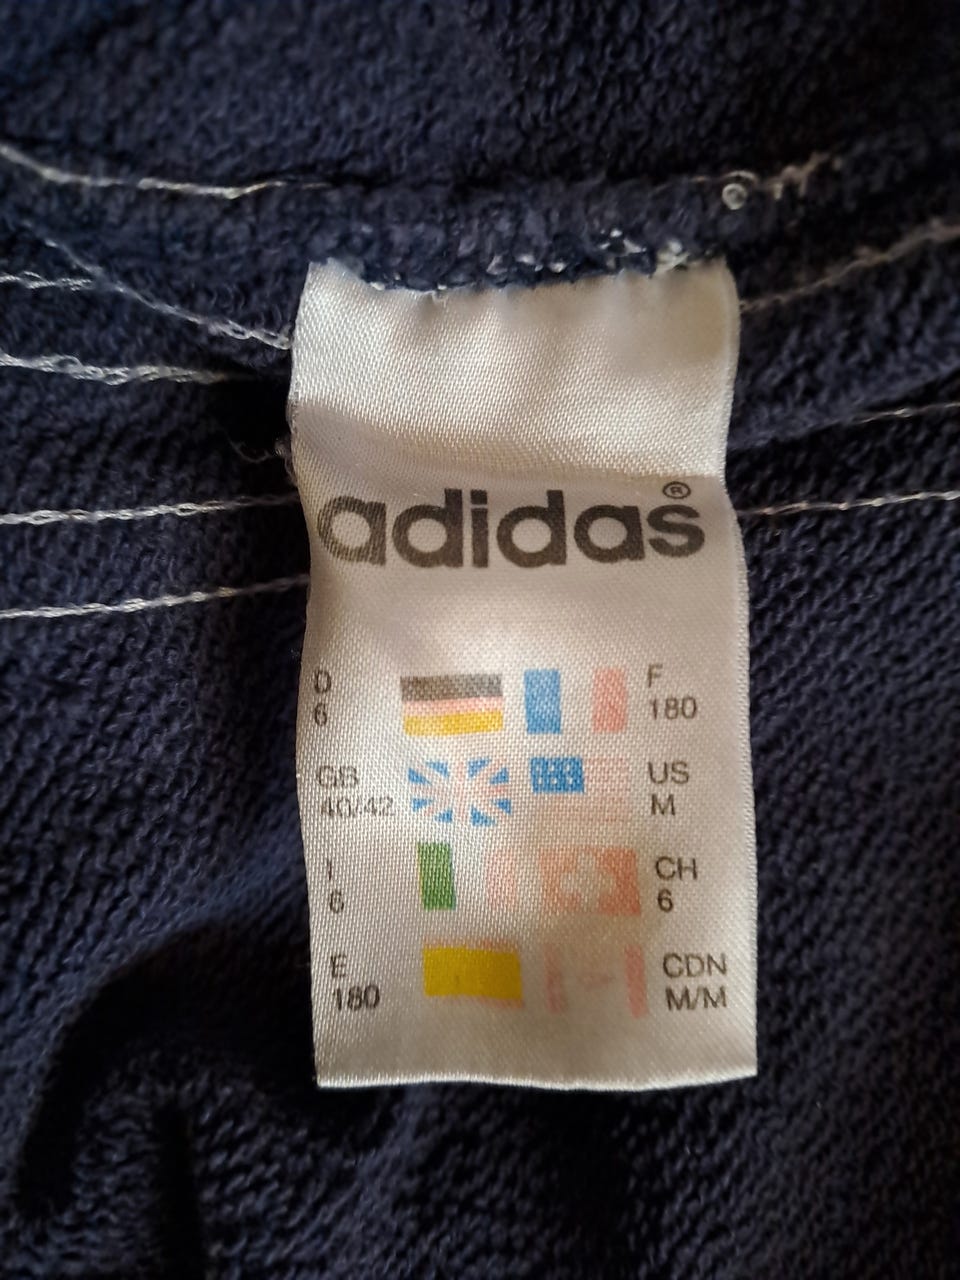 adidas®
D F
6 180
GB US
40/42 M
I CH
6 6
E CDN
180 M/M